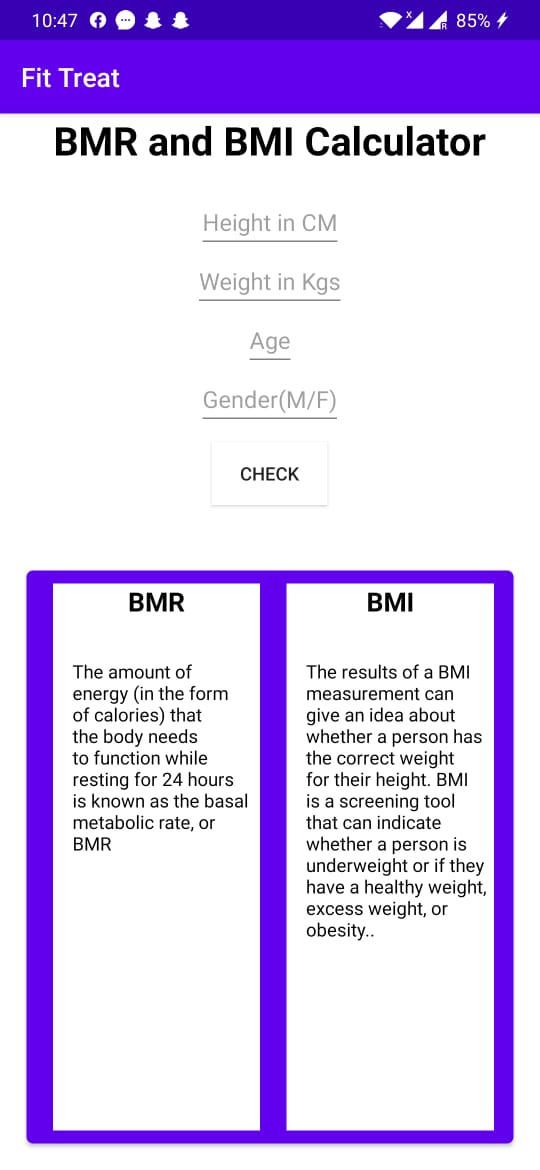 10:47
85%
Fit Treat
BMR and BMI Calculator
Height in CM
Weight in Kgs
Age
Gender(M/F)
CHECK
BMR
The amount of
energy (in the form
of calories) that
the body needs
to function while
resting for 24 hours
is known as the basal
metabolic rate, or
BMR
BMI
The results of a BMI
measurement can
give an idea about
whether a person has
the correct weight
for their height. BMI
is a screening tool
that can indicate
whether a person is
underweight or if they
have a healthy weight,
excess weight, or
obesity..